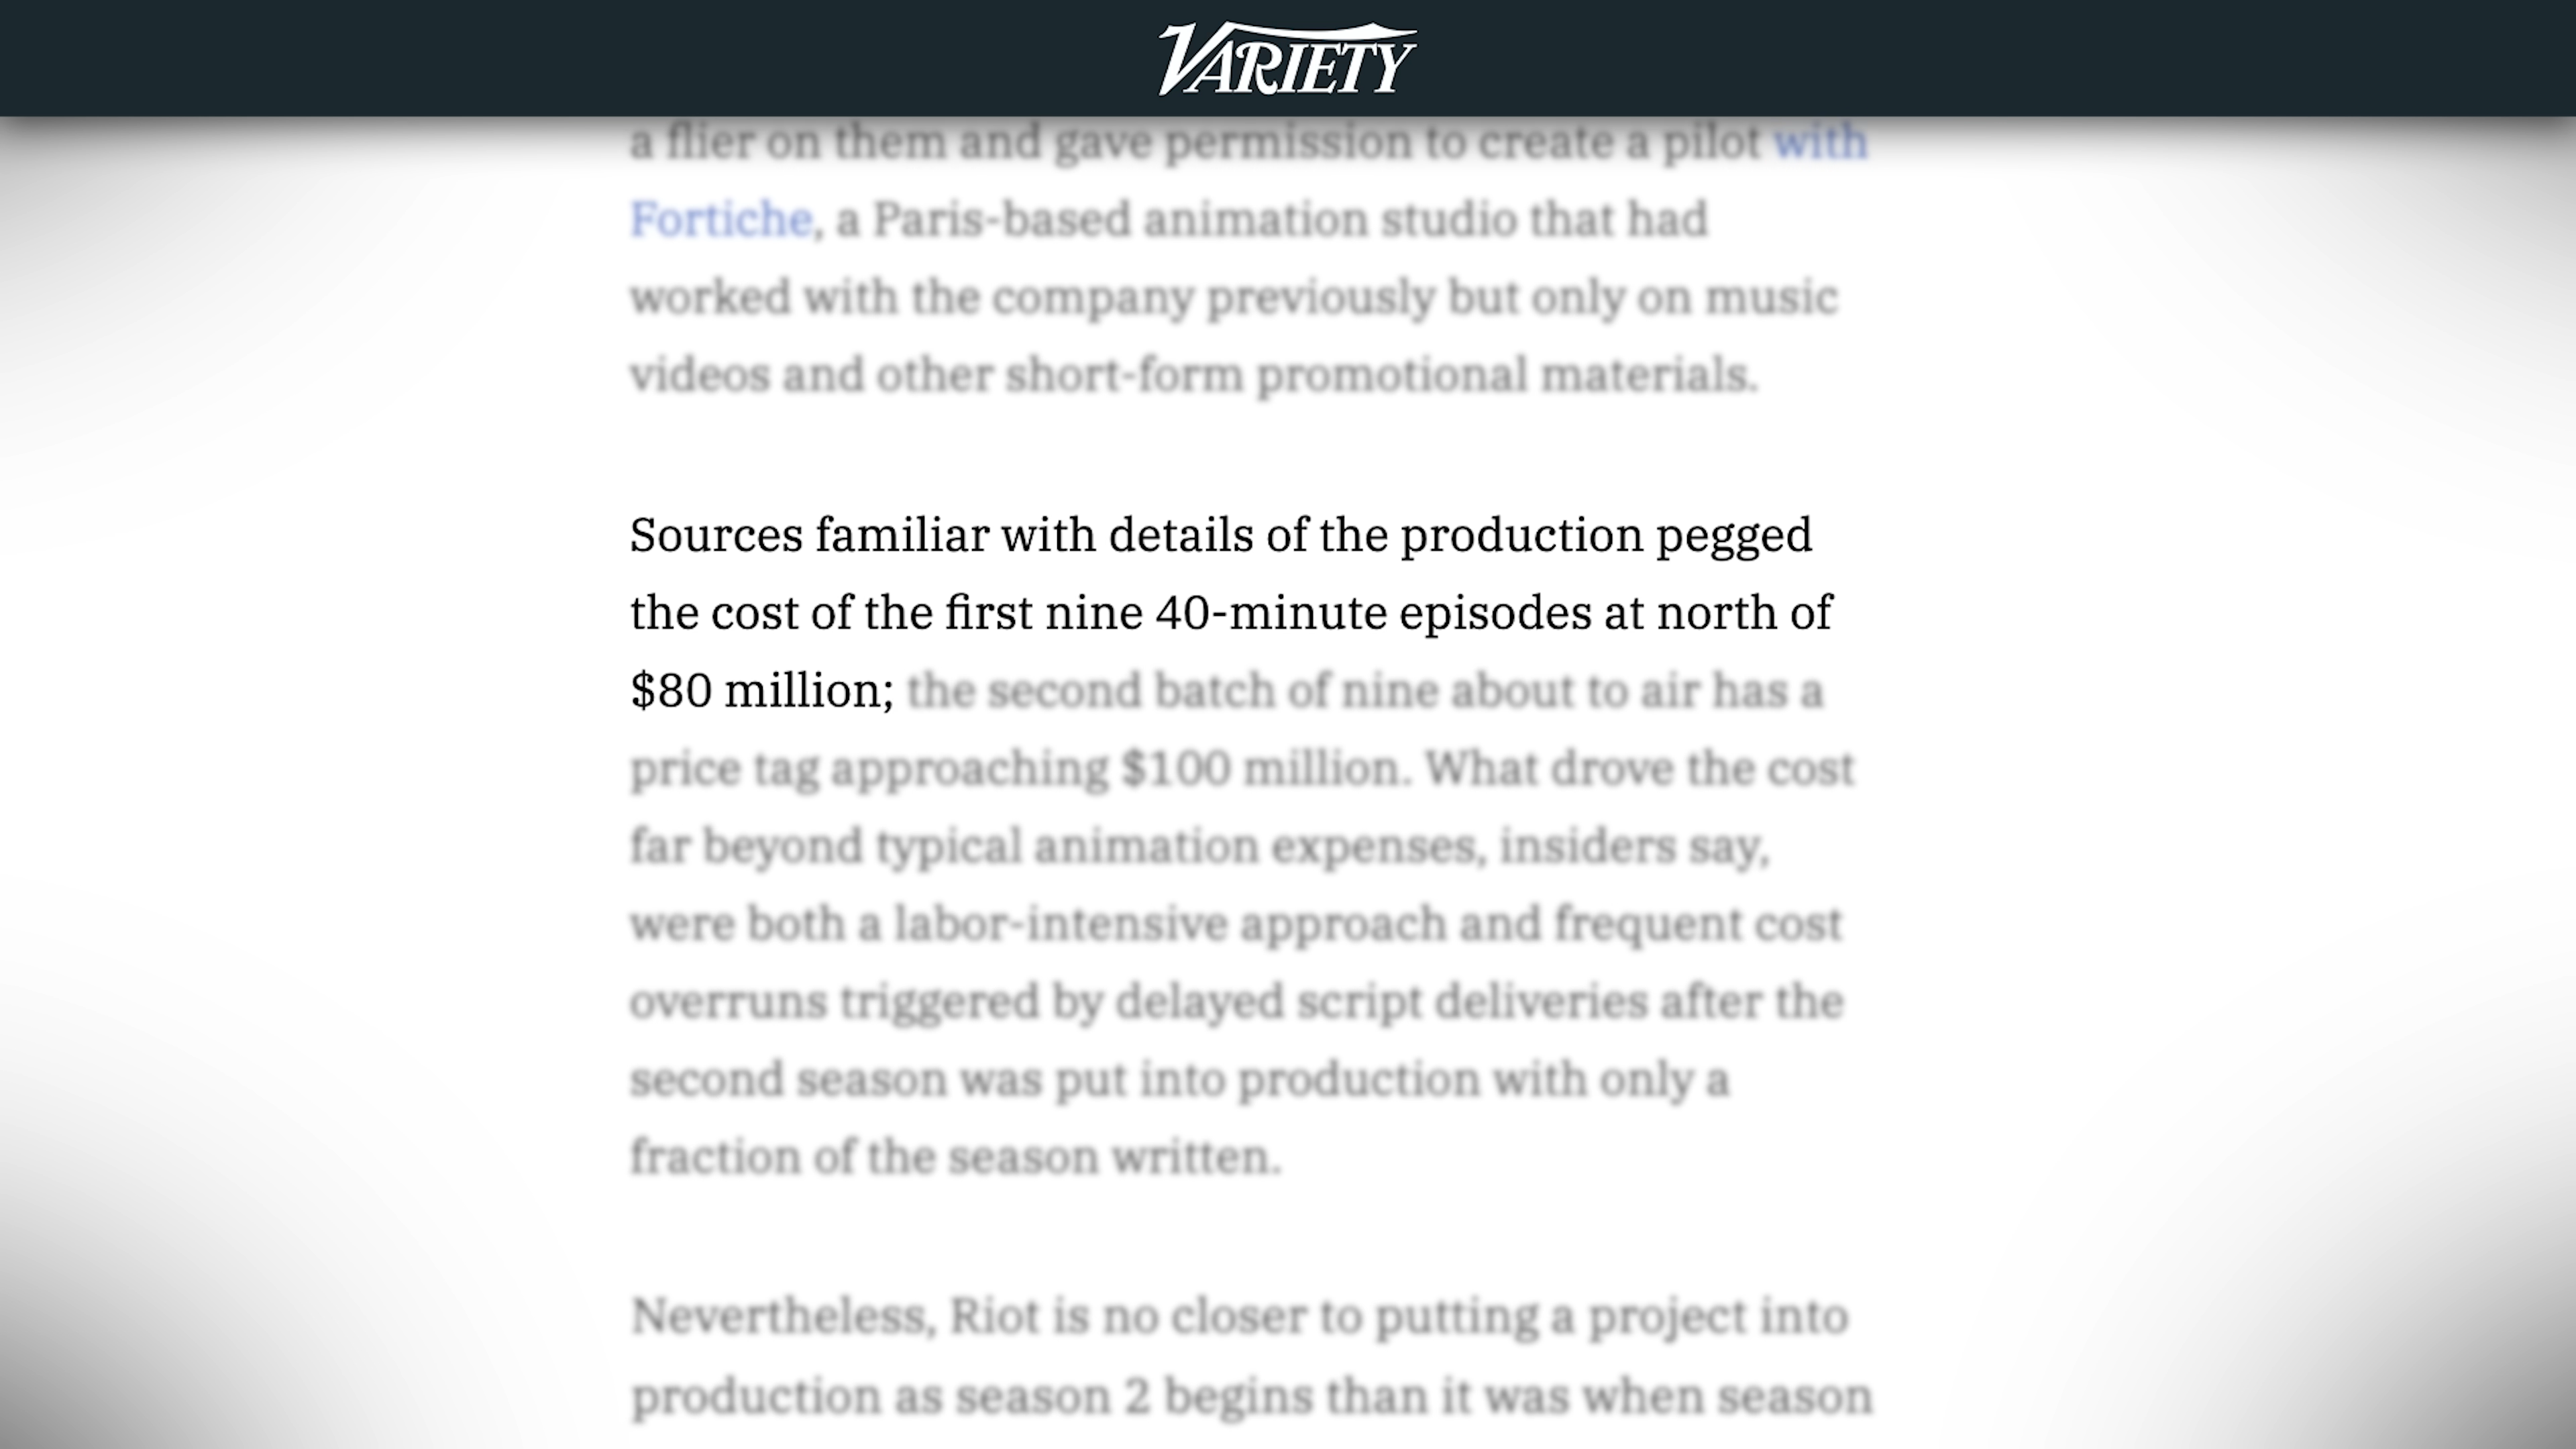 VARIETY
a flier on them and gave permission to create a pilot with
Fortiche, a Paris-based animation studio that had
worked with the company previously but only on music
videos and other short-form promotional materials.
Sources familiar with details of the production pegged
the cost of the first nine 40-minute episodes at north of
$80 million; the second batch of nine about to air has a
price tag approaching $100 million. What drove the cost
far beyond typical animation expenses, insiders say,
were both a labor-intensive approach and frequent cost
overruns triggered by delayed script deliveries after the
second season was put into production with only a
fraction of the season written.
Nevertheless, Riot is no closer to putting a project into
production as season 2 begins than it was when season